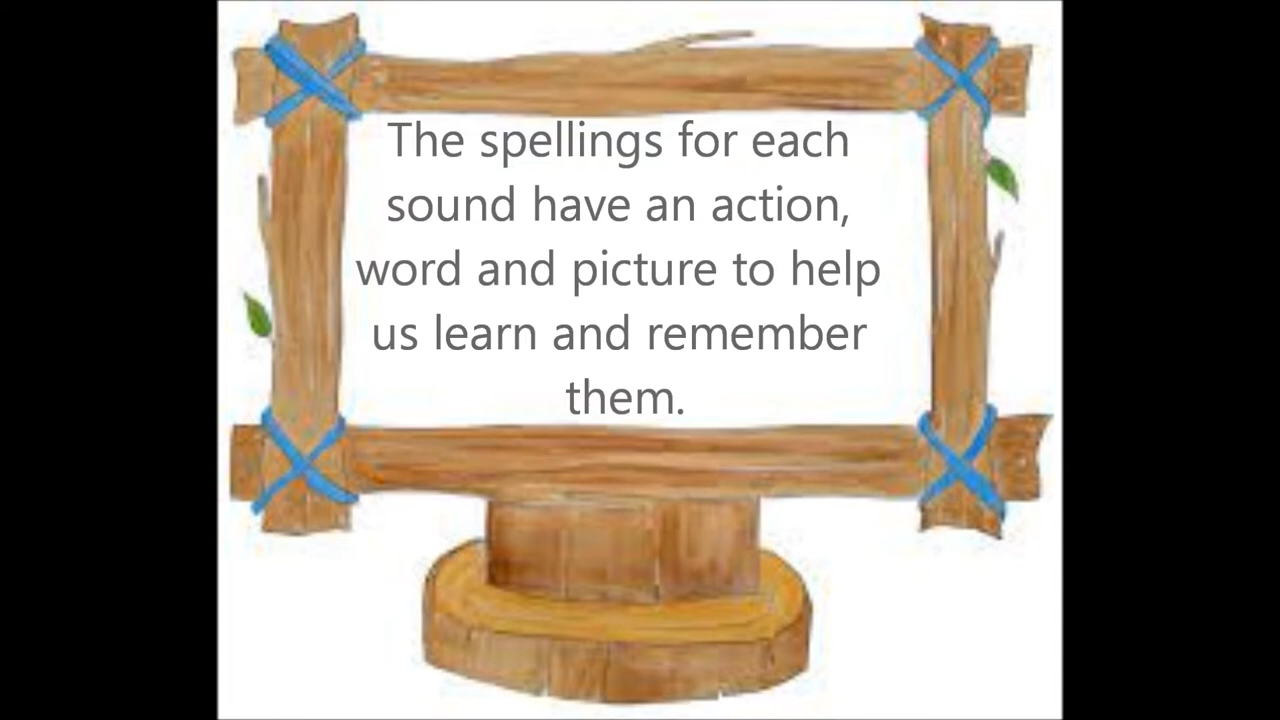 The spellings for each
sound have an action,
word and picture to help
us learn and remember
them.